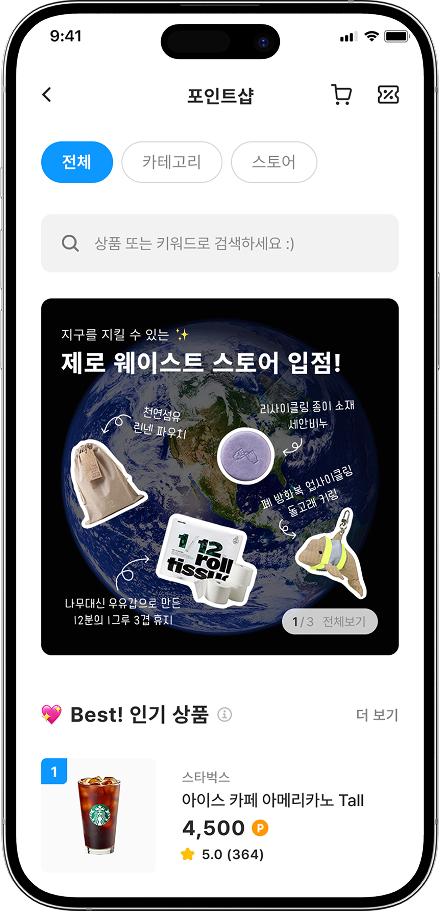 9:41
포인트샵
전체
카테고리
스토어
상품 또는 키워드로 검색하세요 :)
지구를 지킬 수 있는 ✨
제로 웨이스트 스토어 입점!
천연섬유
린넨 파우치
리사이클링 종이 소재
세안비누
폐 방화복 업사이클링
돌고래 키링
1/12
roll
tissue
나무대신 우유갑으로 만든
12분의 1그루 3겹 휴지
1 / 3 전체보기
💖 Best! 인기 상품
더 보기
1
스타벅스
아이스 카페 아메리카노 Tall
4,500 P
5.0 (364)